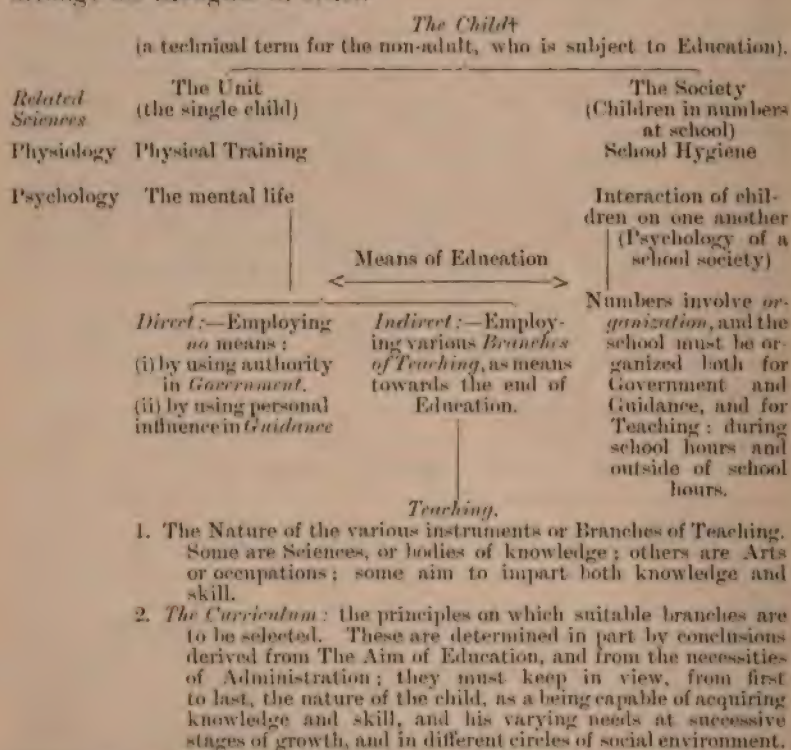 The Child†
(a technical term for the non-adult, who is subject to Education).
Related Sciences
The Unit
(the single child)
The Society
(Children in numbers
at school)
Physiology Physical Training
School Hygiene
Psychology The mental life
Interaction of chil-
dren on one another
(Psychology of a
school society)
Means of Education
Direct:—Employing
no means:
(i) by using authority
in Government.
(ii) by using personal
influence in Guidance
Indirect:—Employ-
ing various Branches
of Teaching, as means
towards the end of
Education.
Numbers involve or-
ganization, and the
school must be or-
ganized both for
Government and
Guidance, and for
Teaching: during
school hours and
outside of school
hours.
Teaching.
1. The Nature of the various instruments or Branches of Teaching.
Some are Sciences, or bodies of knowledge; others are Arts
or occupations; some aim to impart both knowledge and
skill.
2. The Curriculum: the principles on which suitable branches are
to be selected. These are determined in part by conclusions
derived from The Aim of Education, and from the necessities
of Administration; they must keep in view, from first
to last, the nature of the child, as a being capable of acquiring
knowledge and skill, and his varying needs at successive
stages of growth, and in different circles of social environment.